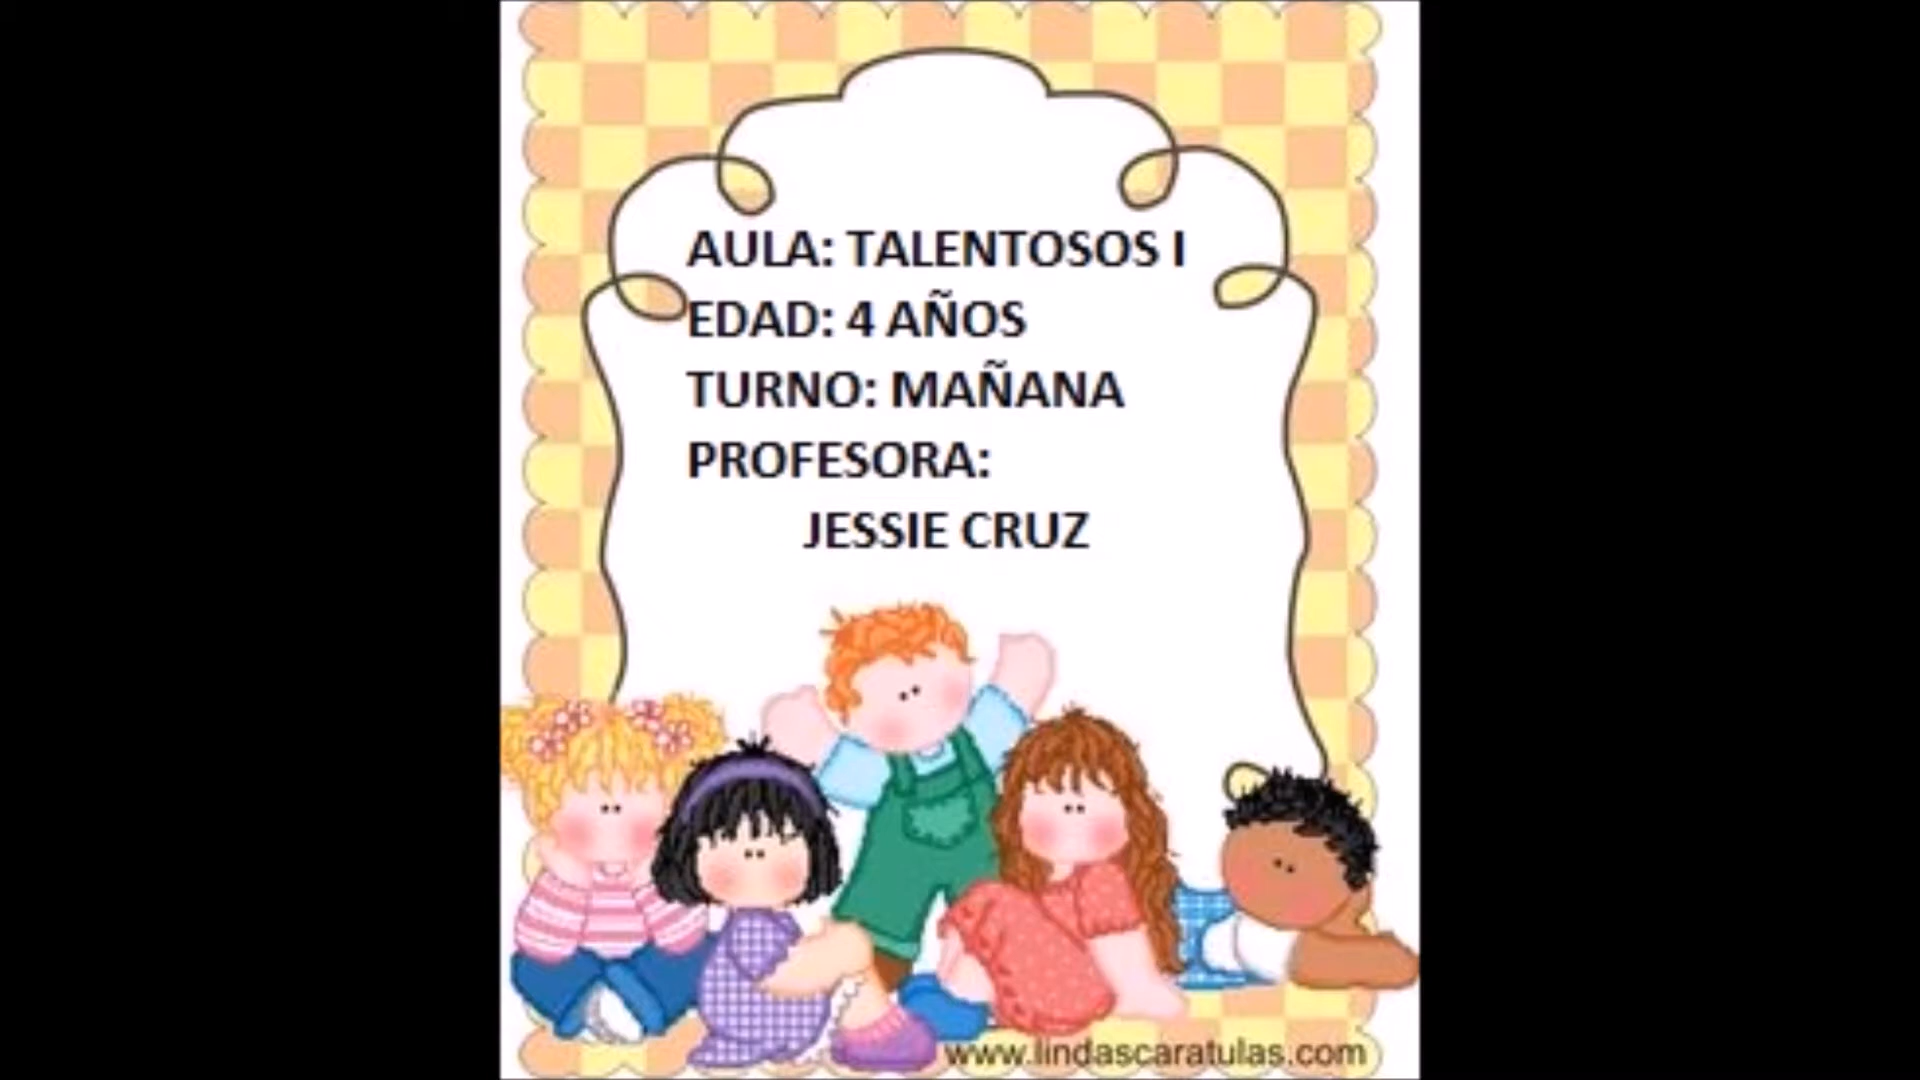 AULA: TALENTOSOS I
EDAD: 4 AÑOS
TURNO: MAÑANA
PROFESORA:
JESSIE CRUZ
www.lindascaratulas.com